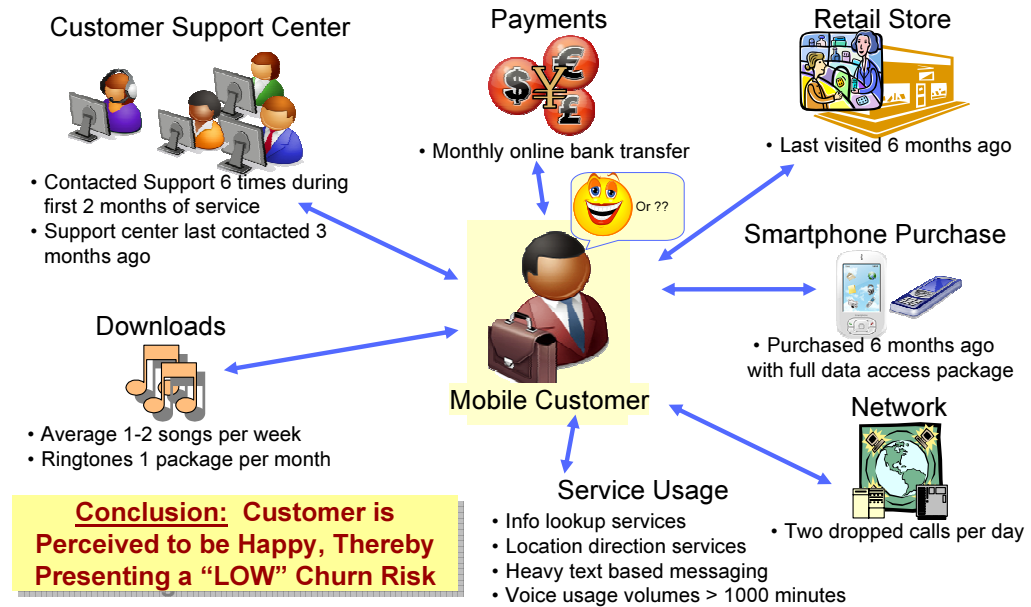 Customer Support Center
• Contacted Support 6 times during
first 2 months of service
• Support center last contacted 3
months ago
Payments
$ ¥ £ £
• Monthly online bank transfer
Retail Store
• Last visited 6 months ago
Or ??
Smartphone Purchase
• Purchased 6 months ago
with full data access package
Downloads
• Average 1-2 songs per week
• Ringtones 1 package per month
Mobile Customer
Network
• Two dropped calls per day
Service Usage
• Info lookup services
• Location direction services
• Heavy text based messaging
• Voice usage volumes > 1000 minutes
Conclusion: Customer is
Perceived to be Happy, Thereby
Presenting a “LOW” Churn Risk